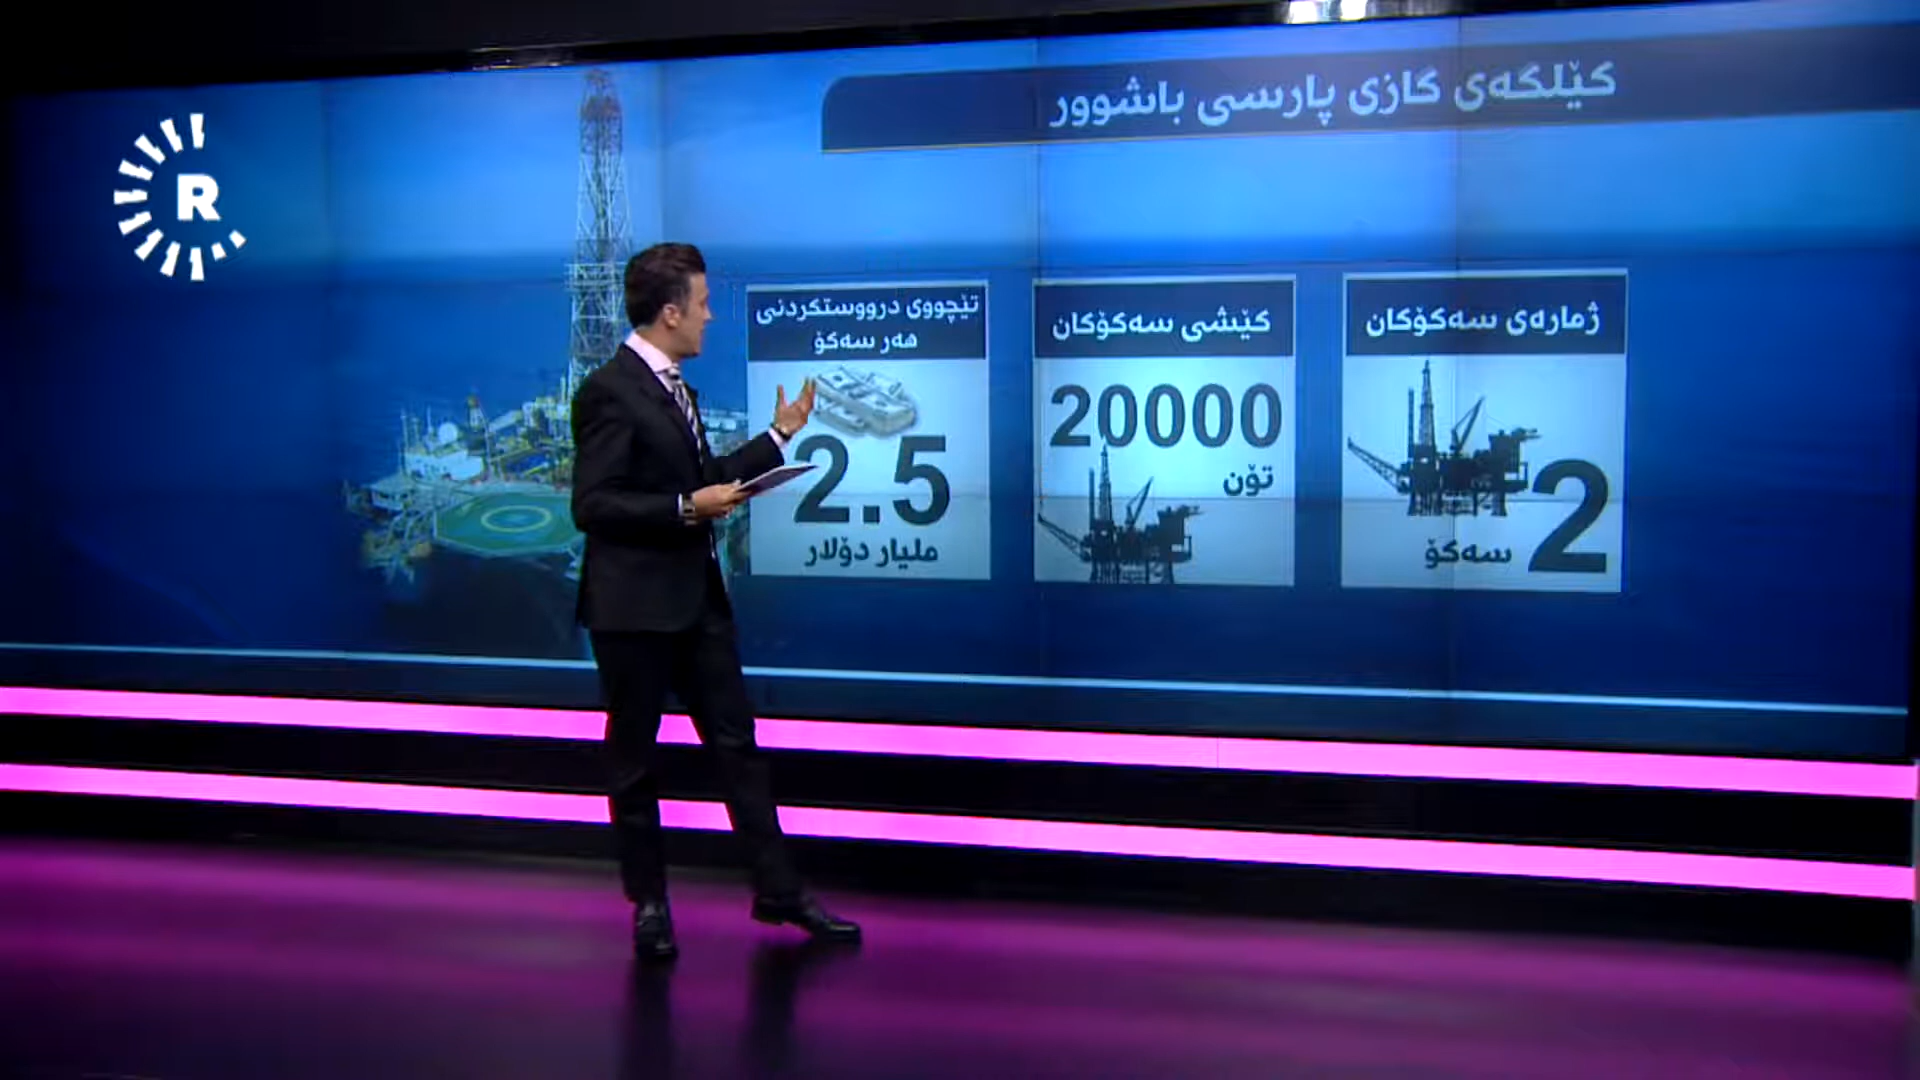 کێڵگەی گازی پارسی باشوور
R
ژمارەی سەکۆکان
2
سەکۆ
کێشی سەکۆکان
20000
تۆن
تێچووی درووستکردنی
هەر سەکۆ
2.5
ملیار دۆلار